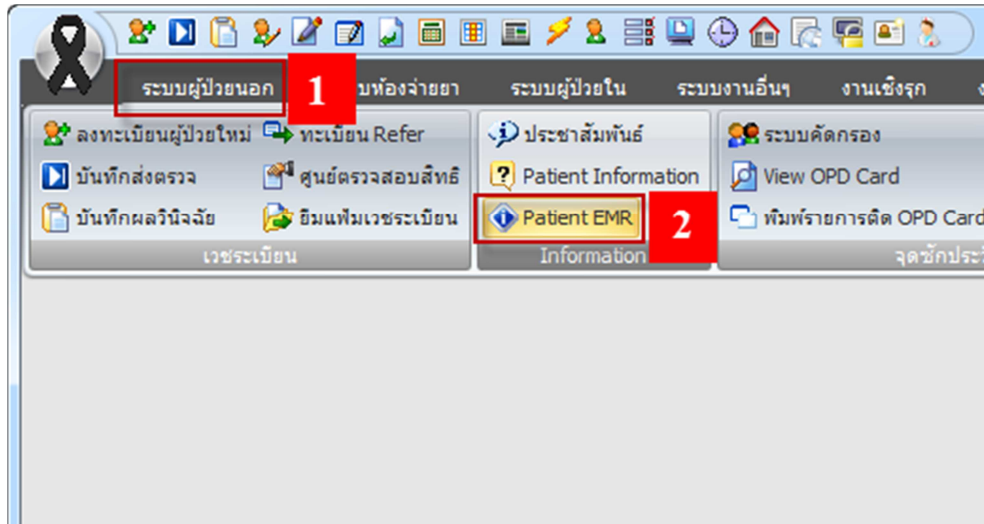 ระบบผู้ป่วยนอก 1 บห้องจ่ายยา ระบบผู้ป่วยใน ระบบงานอื่นๆ งานเชิงรุก
ลงทะเบียนผู้ป่วยใหม่ ทะเบียน Refer ประชาสัมพันธ์ ระบบคัดกรอง
บันทึกส่งตรวจ ศูนย์ตรวจสอบสิทธิ Patient Information View OPD Card
บันทึกผลวินิจฉัย ยืมแฟ้มเวชระเบียน Patient EMR 2 พิมพ์รายการติด OPD Card
เวชระเบียน Information จุดซักประวั